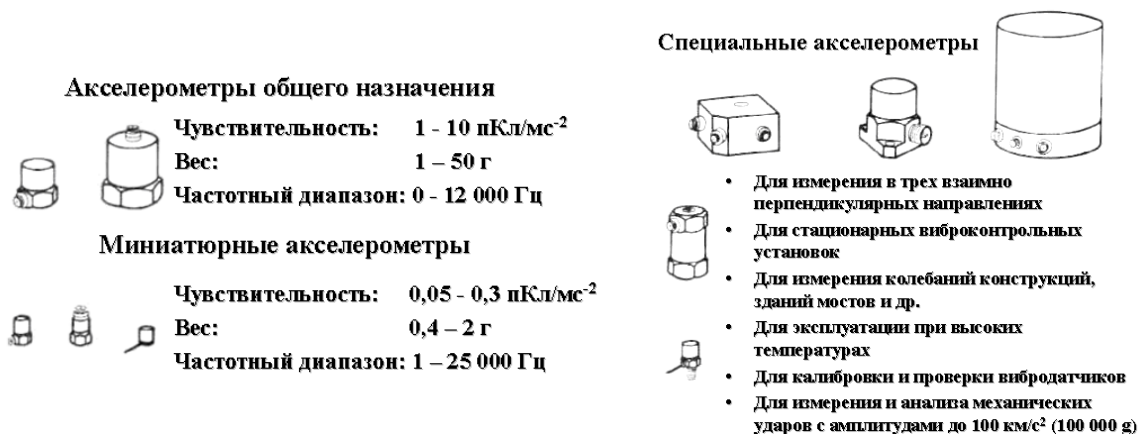 Акселерометры общего назначения
Чувствительность: 1 - 10 пКл/мс⁻²
Вес: 1 – 50 г
Частотный диапазон: 0 - 12 000 Гц
Миниатюрные акселерометры
Чувствительность: 0,05 - 0,3 пКл/мс⁻²
Вес: 0,4 – 2 г
Частотный диапазон: 1 – 25 000 Гц
Специальные акселерометры
• Для измерения в трех взаимно
перпендикулярных направлениях
• Для стационарных виброконтрольных
установок
• Для измерения колебаний конструкций,
зданий мостов и др.
• Для эксплуатации при высоких
температурах
• Для калибровки и проверки вибродатчиков
• Для измерения и анализа механических
ударов с амплитудами до 100 км/с² (100 000 g)